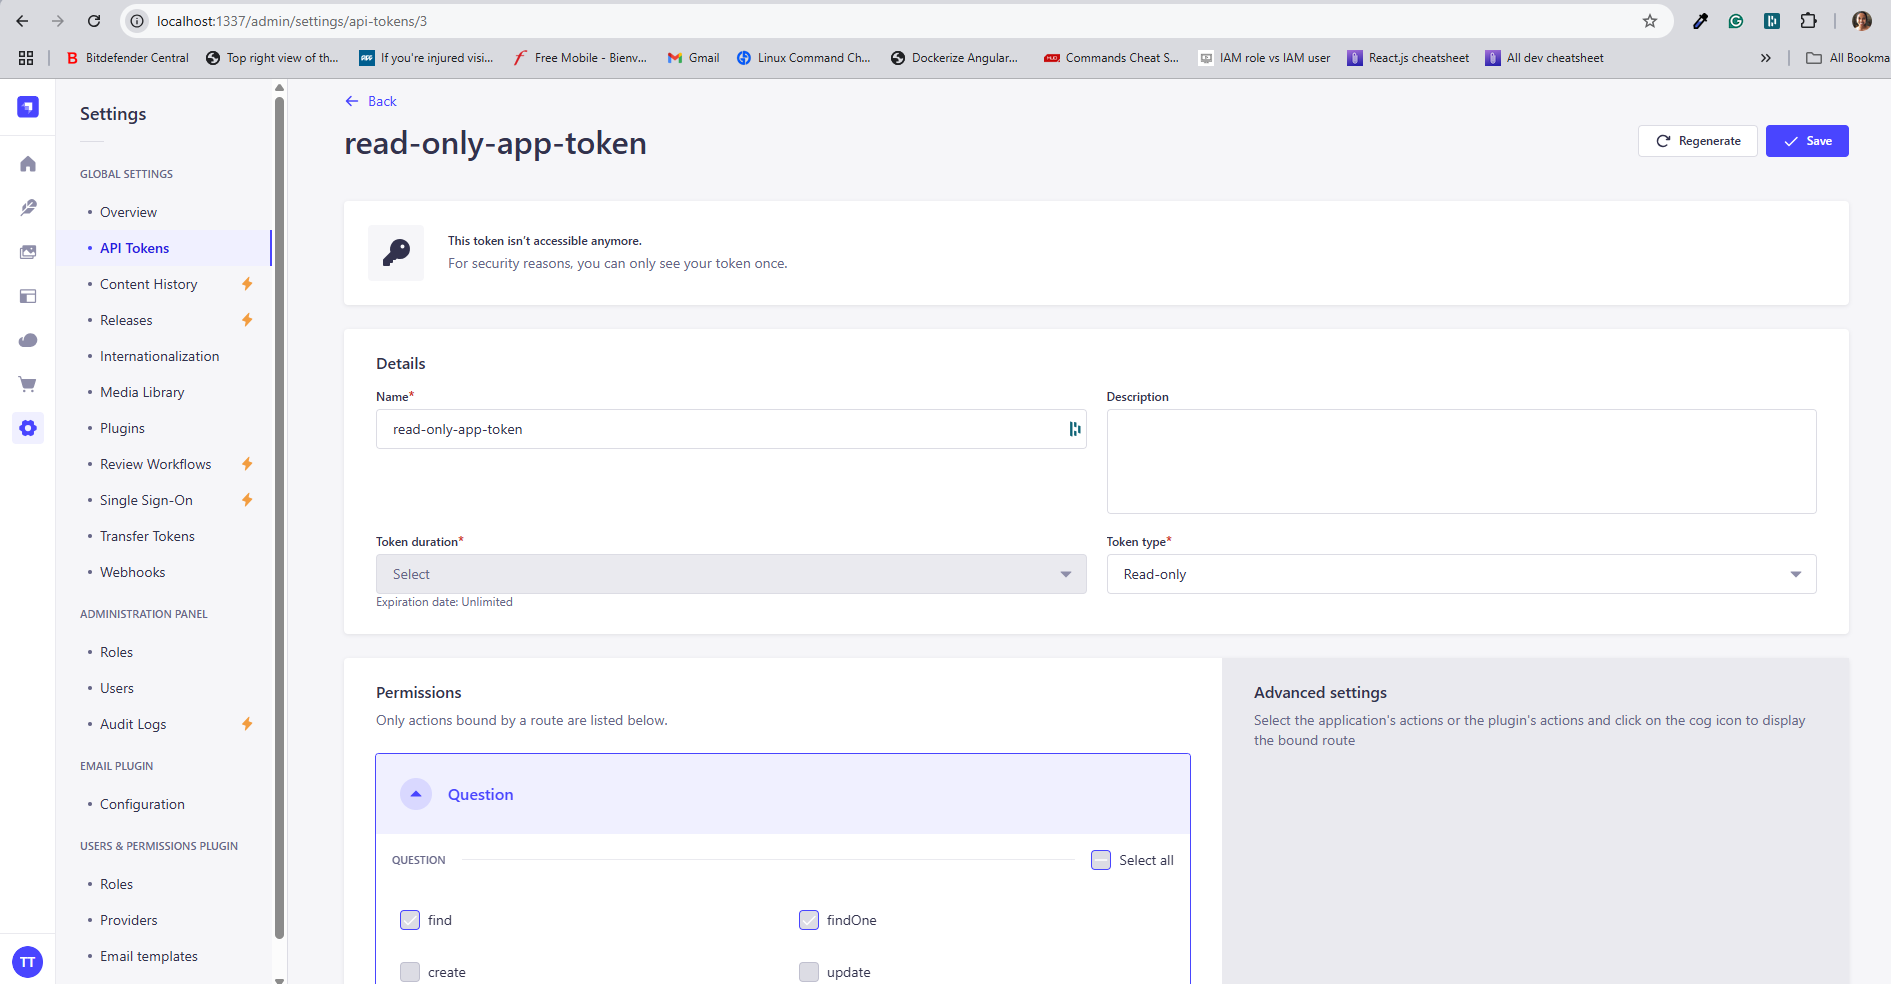 localhost:1337/admin/settings/api-tokens/3
Bitdefender Central
Top right view of th...
If you're injured visi...
Free Mobile - Bienv...
Gmail
Linux Command Ch...
Dockerize Angular...
Commands Cheat S...
IAM role vs IAM user
React.js cheatsheet
All dev cheatsheet
All Bookma
Settings
GLOBAL SETTINGS
Overview
API Tokens
Content History
Releases
Internationalization
Media Library
Plugins
Review Workflows
Single Sign-On
Transfer Tokens
Webhooks
ADMINISTRATION PANEL
Roles
Users
Audit Logs
EMAIL PLUGIN
Configuration
USERS & PERMISSIONS PLUGIN
Roles
Providers
Email templates
TT
Back
read-only-app-token
Regenerate
Save
This token isn't accessible anymore.
For security reasons, you can only see your token once.
Details
Name*
read-only-app-token
Description
Token duration*
Select
Expiration date: Unlimited
Token type*
Read-only
Permissions
Only actions bound by a route are listed below.
Question
QUESTION
Select all
find
findOne
create
update
Advanced settings
Select the application's actions or the plugin's actions and click on the cog icon to display
the bound route